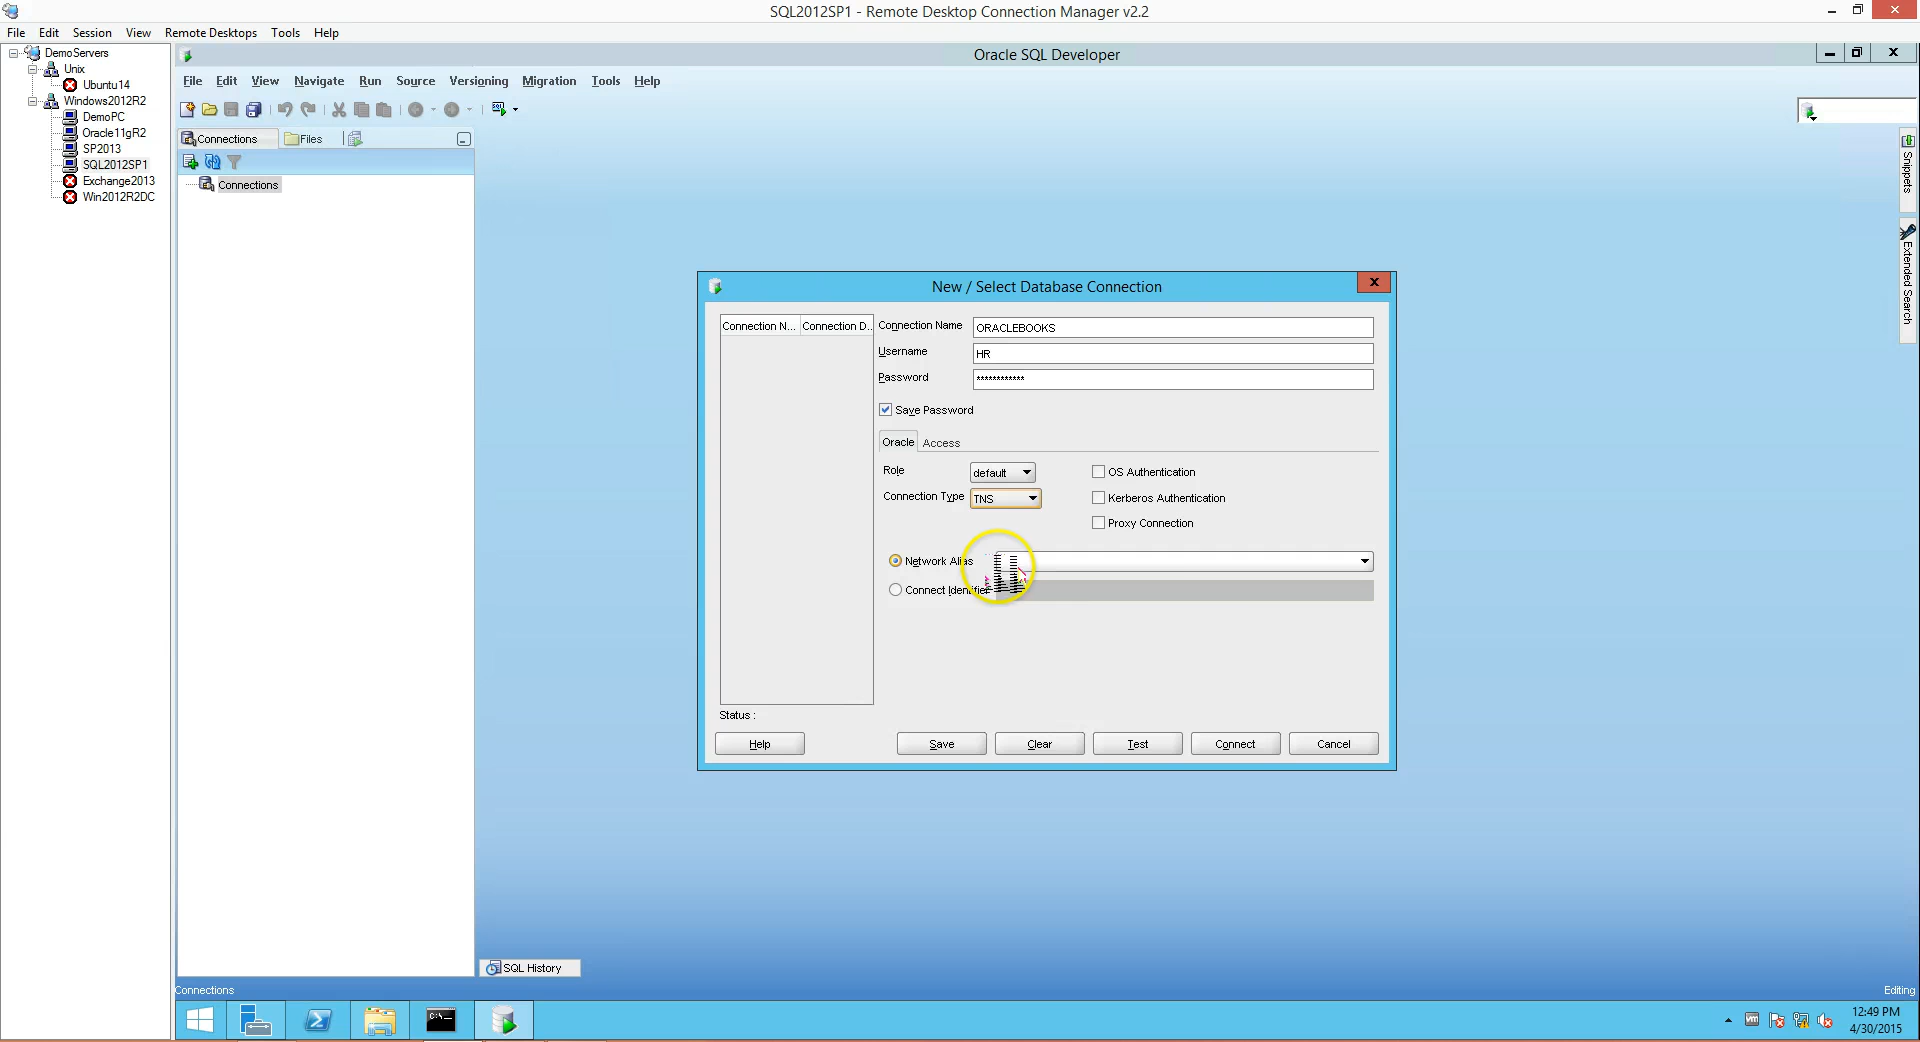 SQL2012SP1 - Remote Desktop Connection Manager v2.2
File Edit Session View Remote Desktops Tools Help
DemoServers
Unix
Ubuntu14
Windows2012R2
DemoPC
Oracle11gR2
SP2013
SQL2012SP1
Exchange2013
Win2012R2DC
Oracle SQL Developer
File Edit View Navigate Run Source Versioning Migration Tools Help
Connections Files
Connections
Snippets
Extended Search
New / Select Database Connection
Connection N... Connection D...
Connection Name ORACLEBOOKS
Username HR
Password ************
Save Password
Oracle Access
Role default OS Authentication
Connection Type TNS Kerberos Authentication
Proxy Connection
Network Alias
Connect Identifier
Status :
Help Save Clear Test Connect Cancel
SQL History
Connections Editing
12:49 PM
4/30/2015